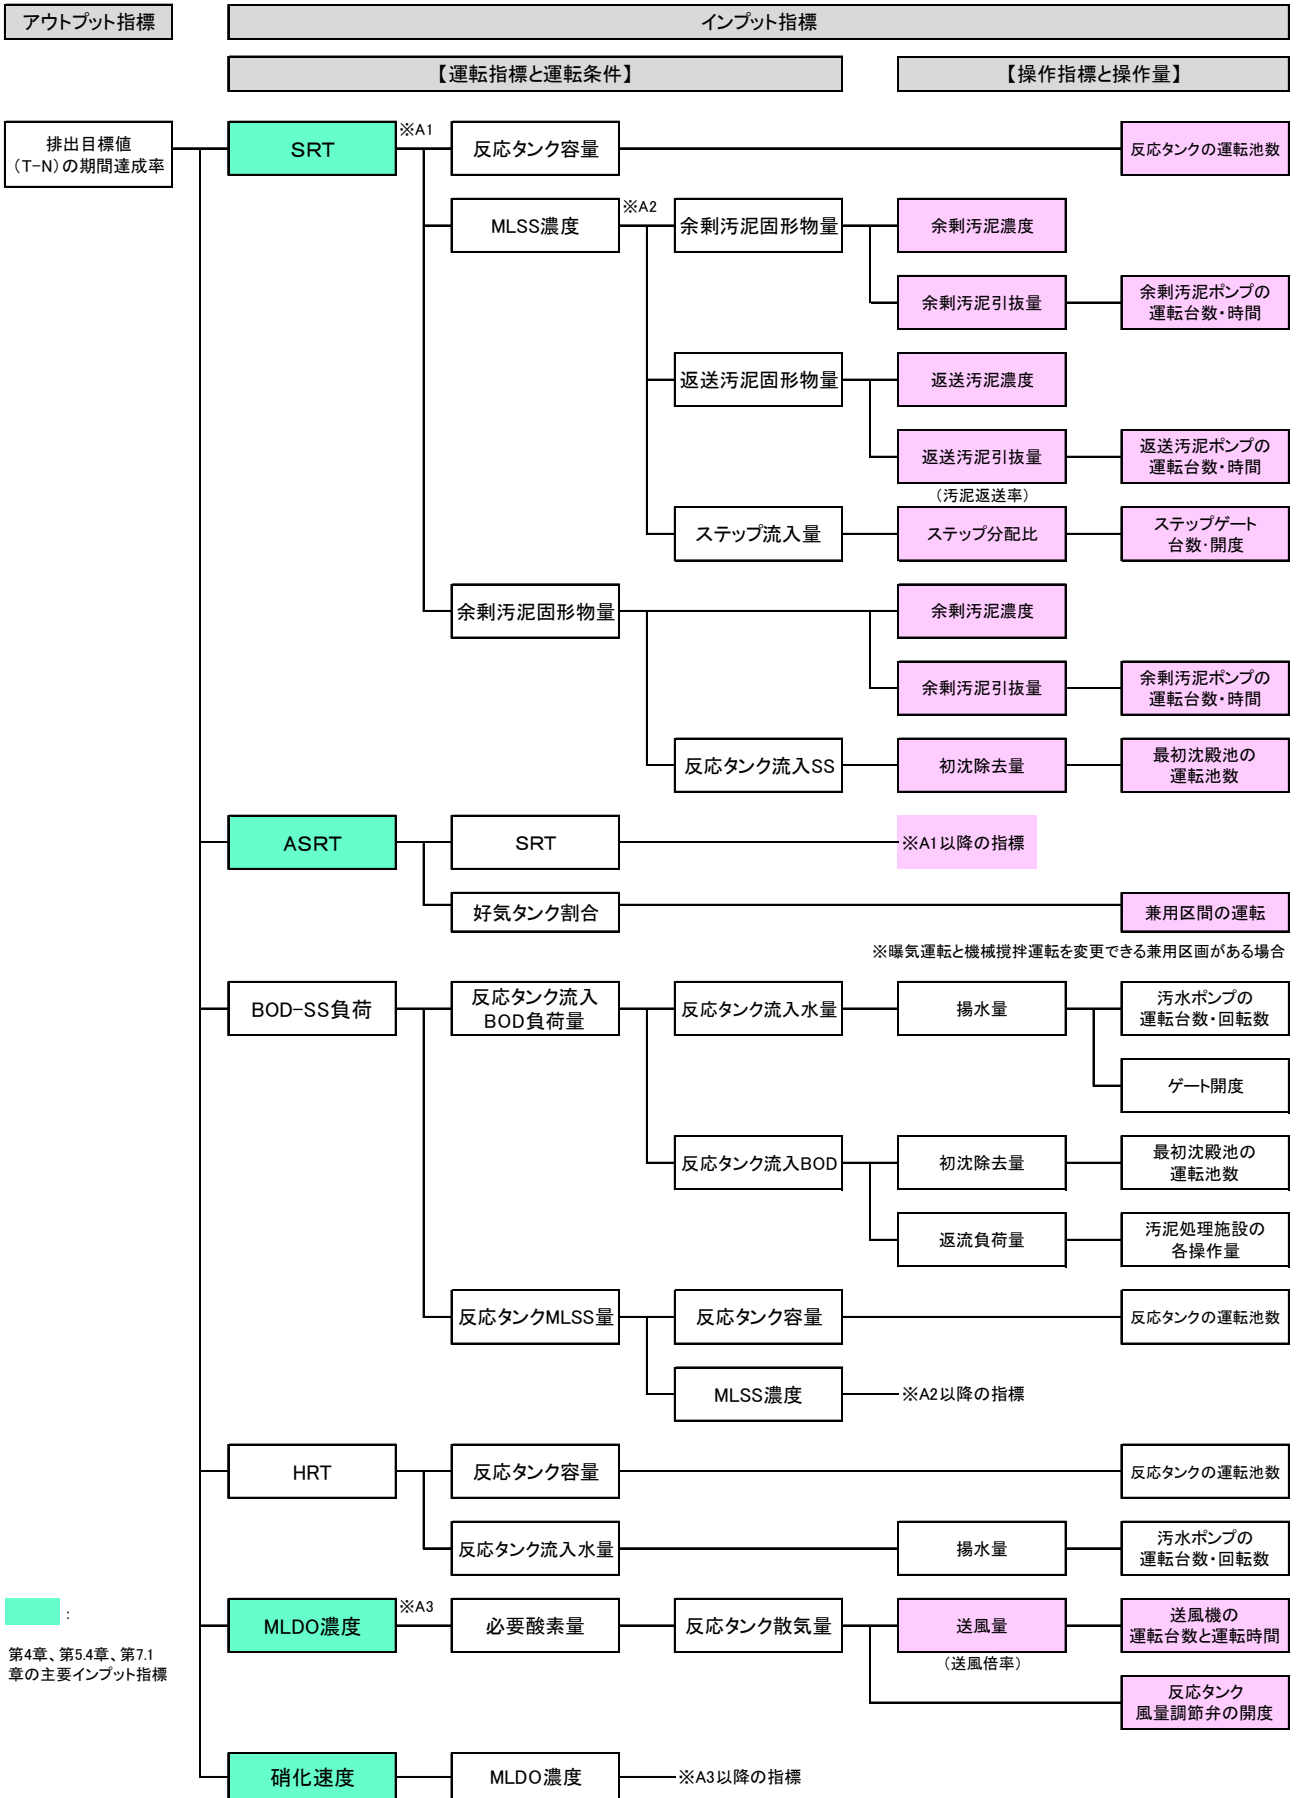 アウトプット指標
インプット指標
【運転指標と運転条件】
【操作指標と操作量】
排出目標値
（T-N）の期間達成率
SRT
※A1
反応タンク容量
反応タンクの運転池数
MLSS濃度
※A2
余剰汚泥固形物量
余剰汚泥濃度
余剰汚泥引抜量
余剰汚泥ポンプの
運転台数・時間
返送汚泥固形物量
返送汚泥濃度
返送汚泥引抜量
（汚泥返送率）
返送汚泥ポンプの
運転台数・時間
ステップ流入量
ステップ分配比
ステップゲート
台数・開度
余剰汚泥固形物量
余剰汚泥濃度
余剰汚泥引抜量
余剰汚泥ポンプの
運転台数・時間
反応タンク流入SS
初沈除去量
最初沈殿池の
運転池数
ASRT
SRT
※A1以降の指標
好気タンク割合
兼用区間の運転
※曝気運転と機械撹拌運転を変更できる兼用区画がある場合
BOD-SS負荷
反応タンク流入
BOD負荷量
反応タンク流入水量
揚水量
汚水ポンプの
運転台数・回転数
ゲート開度
反応タンク流入BOD
初沈除去量
最初沈殿池の
運転池数
返流負荷量
汚泥処理施設の
各操作量
反応タンクMLSS量
反応タンク容量
反応タンクの運転池数
MLSS濃度
※A2以降の指標
HRT
反応タンク容量
反応タンクの運転池数
反応タンク流入水量
揚水量
汚水ポンプの
運転台数・回転数
MLDO濃度
※A3
必要酸素量
反応タンク散気量
送風量
（送風倍率）
送風機の
運転台数と運転時間
反応タンク
風量調節弁の開度
硝化速度
MLDO濃度
※A3以降の指標
：
第4章、第5.4章、第7.1
章の主要インプット指標